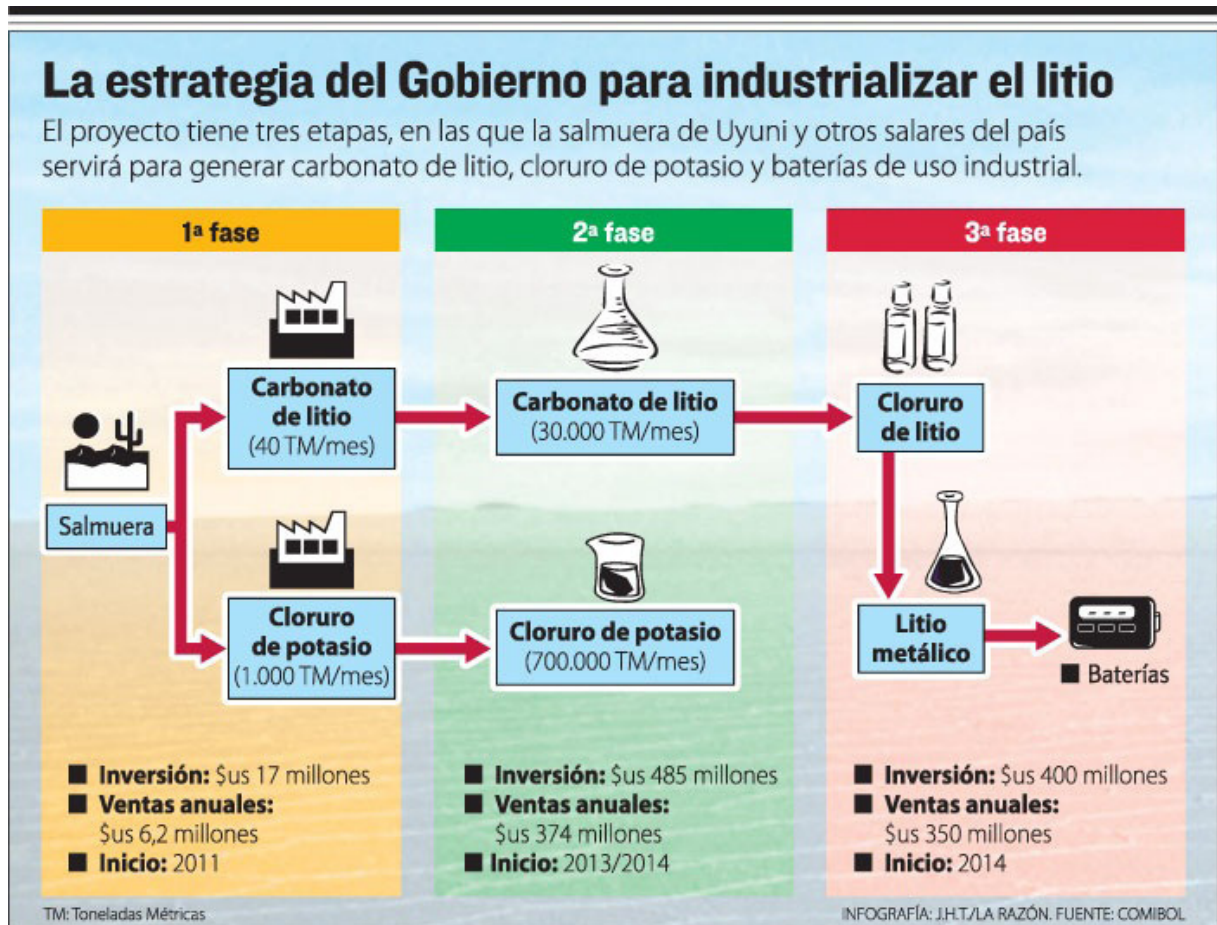 La estrategia del Gobierno para industrializar el litio
El proyecto tiene tres etapas, en las que la salmuera de Uyuni y otros salares del país
servirá para generar carbonato de litio, cloruro de potasio y baterías de uso industrial.
1ª fase
Salmuera
Carbonato
de litio
(40 TM/mes)
Cloruro
de potasio
(1.000 TM/mes)
■ Inversión: $us 17 millones
■ Ventas anuales:
$us 6,2 millones
■ Inicio: 2011
2ª fase
Carbonato de litio
(30.000 TM/mes)
Cloruro de potasio
(700.000 TM/mes)
■ Inversión: $us 485 millones
■ Ventas anuales:
$us 374 millones
■ Inicio: 2013/2014
3ª fase
Cloruro
de litio
Litio
metálico
■ Baterías
■ Inversión: $us 400 millones
■ Ventas anuales:
$us 350 millones
■ Inicio: 2014
TM: Toneladas Métricas
INFOGRAFÍA: J.H.T./LA RAZÓN. FUENTE: COMIBOL